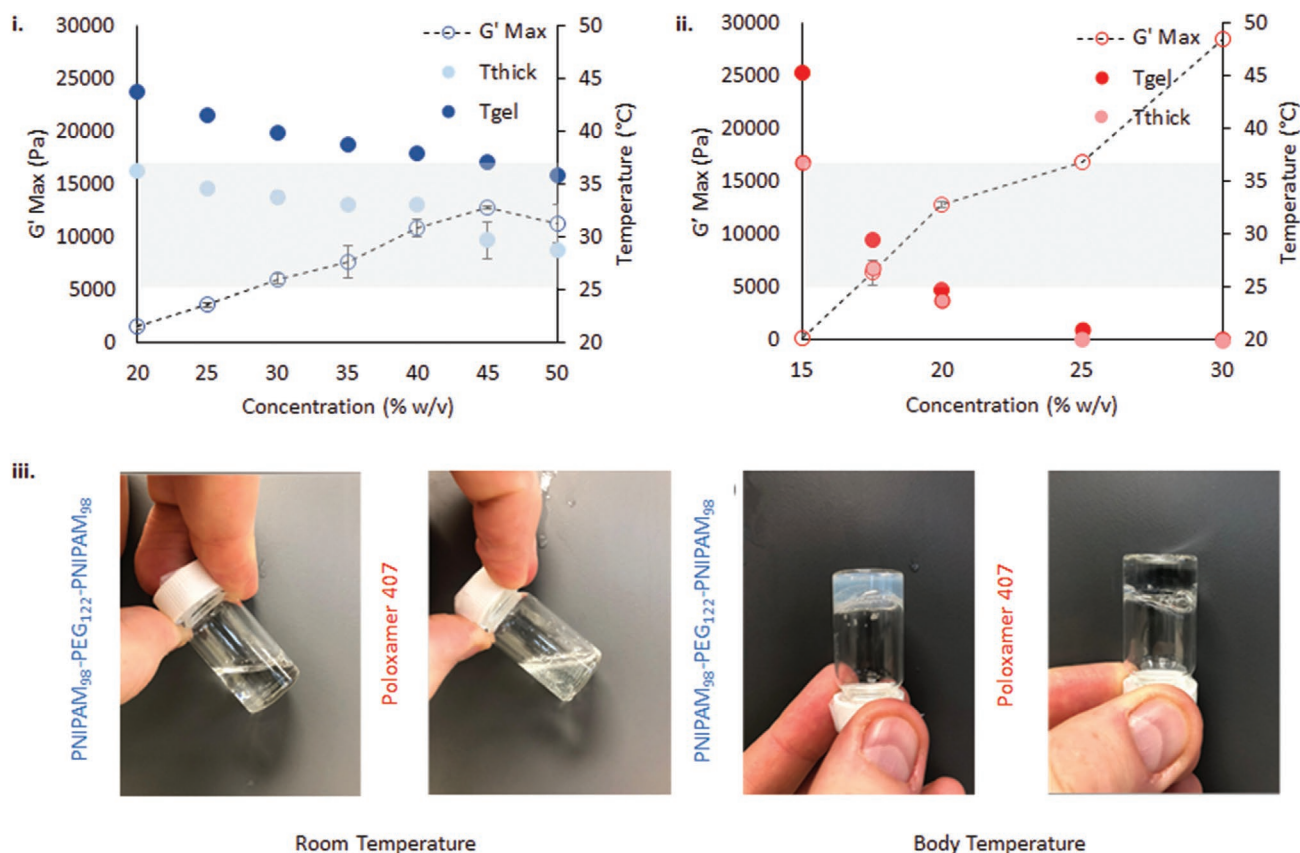 i.
G' Max (Pa)
30000
25000
20000
15000
10000
5000
0
20 25 30 35 40 45 50
Concentration (% w/v)
50
45
40
35
30
25
20
Temperature (°C)
G' Max
Tthick
Tgel
ii.
G' Max (Pa)
30000
25000
20000
15000
10000
5000
0
15 20 25 30
Concentration (% w/v)
50
45
40
35
30
25
20
Temperature (°C)
G' Max
Tgel
Tthick
iii.
PNIPAM₉₈-PEG₁₂₂-PNIPAM₉₈
Poloxamer 407
PNIPAM₉₈-PEG₁₂₂-PNIPAM₉₈
Poloxamer 407
Room Temperature
Body Temperature